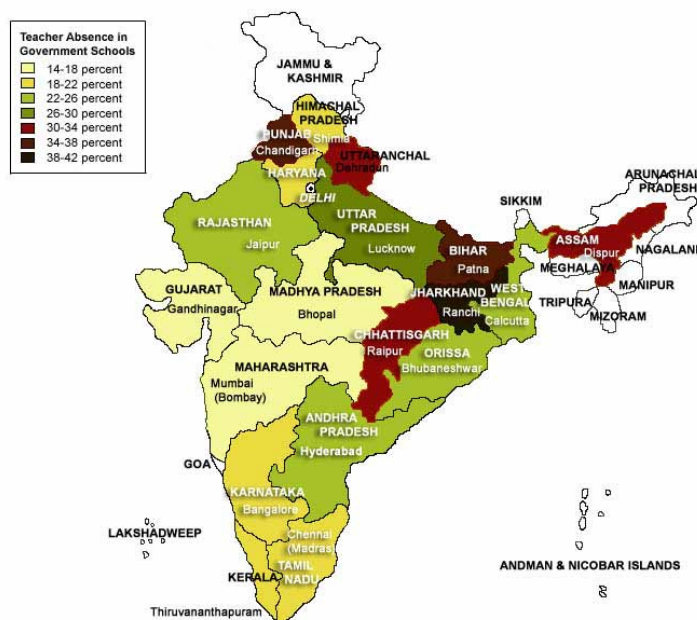 Teacher Absence in
Government Schools
14-18 percent
18-22 percent
22-26 percent
26-30 percent
30-34 percent
34-38 percent
38-42 percent
JAMMU &
KASHMIR
HIMACHAL
PRADESH
Shimla
PUNJAB
Chandigarh
UTTARANCHAL
Dehradun
HARYANA
DELHI
ARUNACHAL
PRADESH
SIKKIM
RAJASTHAN
Jaipur
UTTAR
PRADESH
Lucknow
BIHAR
Patna
ASSAM
Dispur
NAGALAND
MEGHALAYA
MANIPUR
TRIPURA
MIZORAM
GUJARAT
Gandhinagar
MADHYA PRADESH
Bhopal
JHARKHAND
Ranchi
WEST
BENGAL
Calcutta
CHHATTISGARH
Raipur
ORISSA
Bhubaneshwar
MAHARASHTRA
Mumbai
(Bombay)
ANDHRA
PRADESH
Hyderabad
GOA
KARNATAKA
Bangalore
LAKSHADWEEP
Chennai
(Madras)
TAMIL
NADU
KERALA
Thiruvananthapuram
ANDMAN & NICOBAR ISLANDS